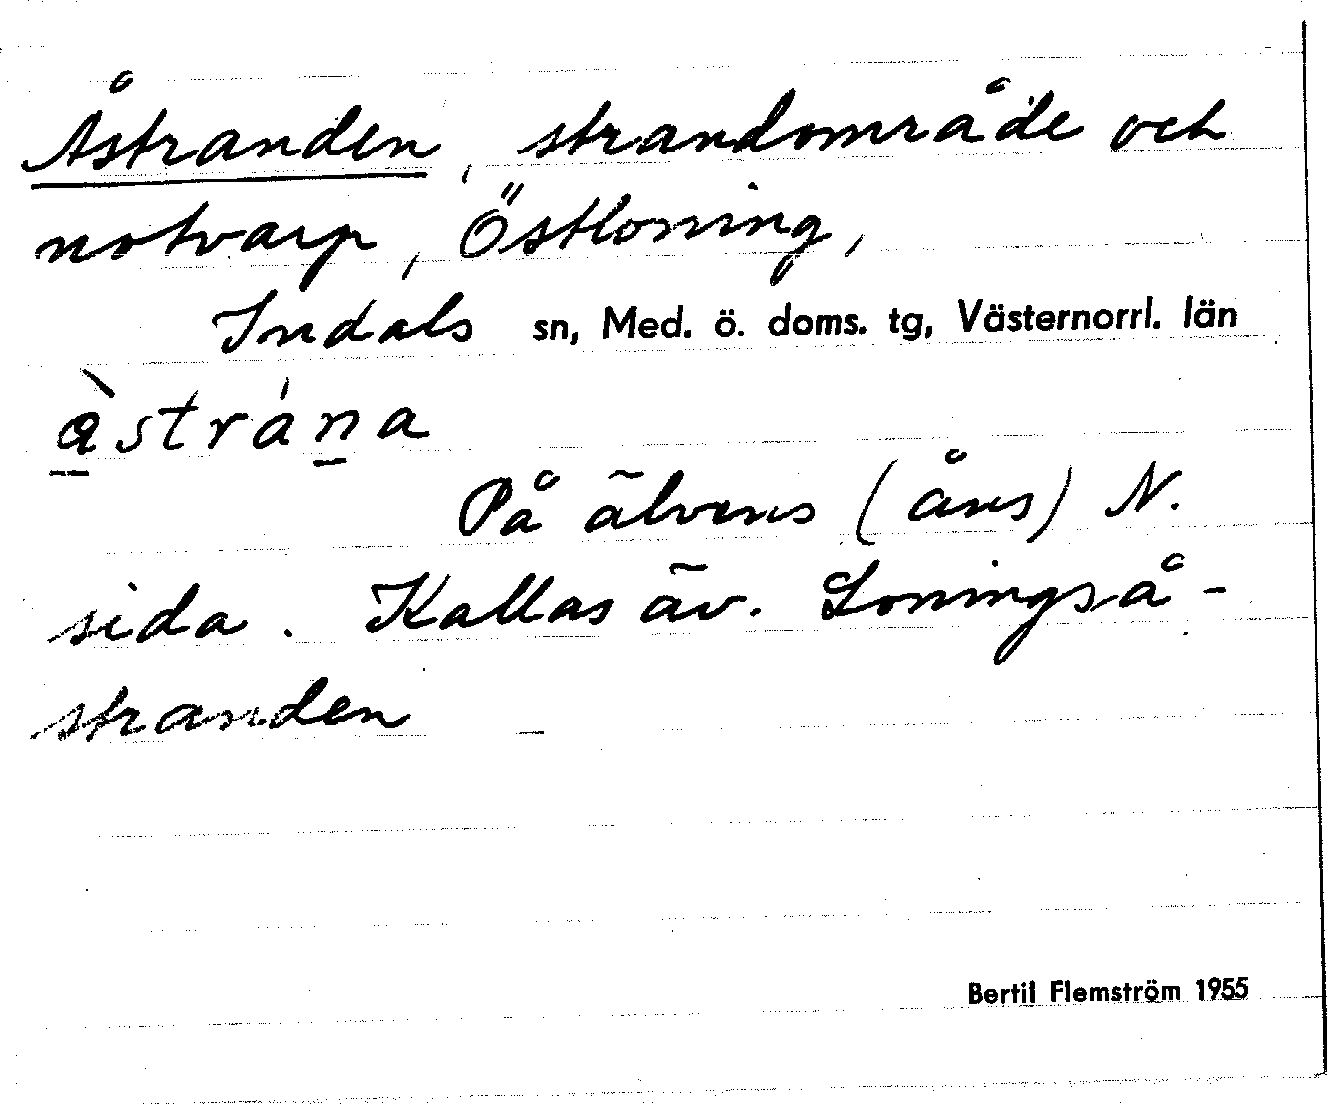 Åstranden, strandområde och
notvarp, Östloning,
Indals sn, Med. ö. doms. tg, Västernorrl. län
På älvens (åns) N.
sida. Kallas äv. Loningså-
stranden
Bertil Flemström 1955